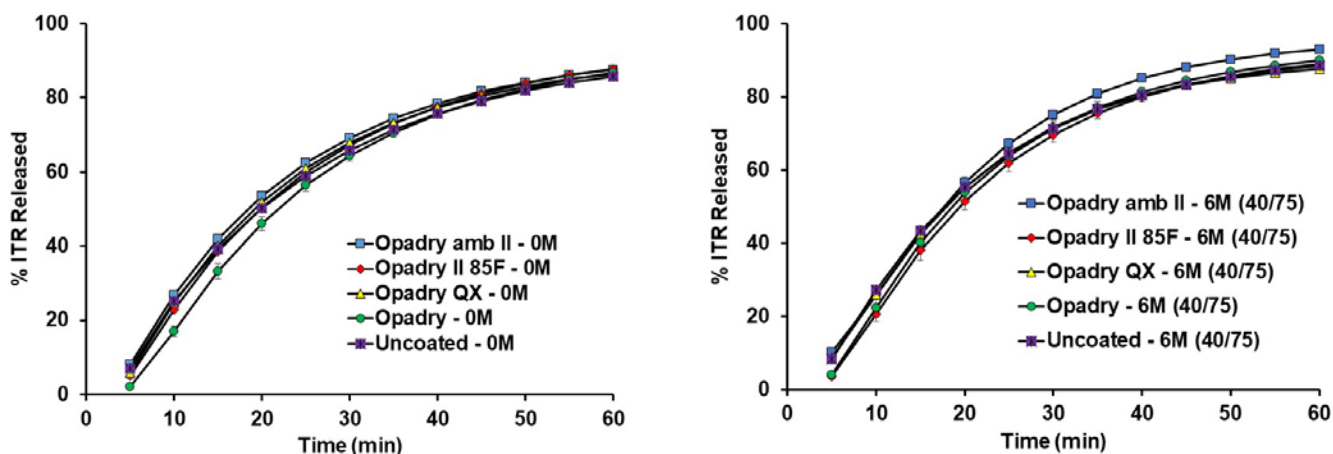 100
80
60
40
20
0
% ITR Released
0 10 20 30 40 50 60
Time (min)
Opadry amb II - 0M
Opadry II 85F - 0M
Opadry QX - 0M
Opadry - 0M
Uncoated - 0M
100
80
60
40
20
0
% ITR Released
0 10 20 30 40 50 60
Time (min)
Opadry amb II - 6M (40/75)
Opadry II 85F - 6M (40/75)
Opadry QX - 6M (40/75)
Opadry - 6M (40/75)
Uncoated - 6M (40/75)